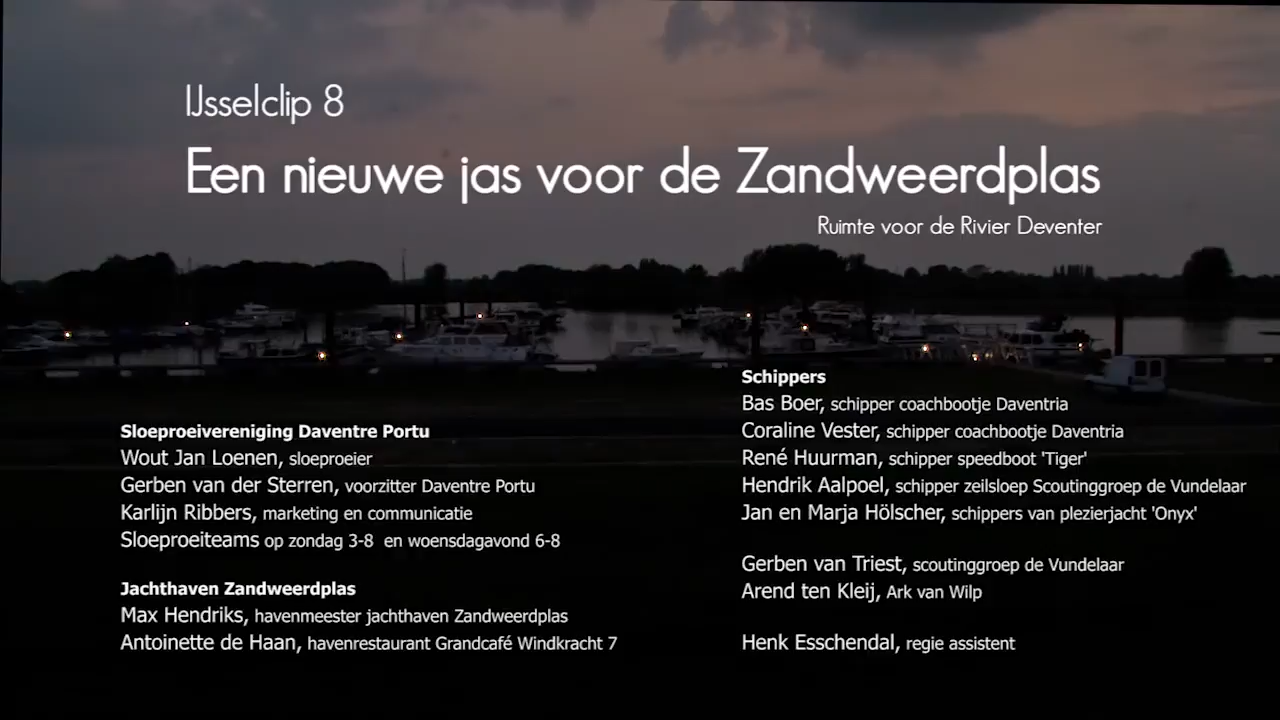 IJsselclip 8
Een nieuwe jas voor de Zandweerdplas
Ruimte voor de Rivier Deventer
Sloeproeivereniging Daventre Portu
Wout Jan Loenen, sloeproeier
Gerben van der Sterren, voorzitter Daventre Portu
Karlijn Ribbers, marketing en communicatie
Sloeproeiteams op zondag 3-8 en woensdagavond 6-8
Jachthaven Zandweerdplas
Max Hendriks, havenmeester jachthaven Zandweerdplas
Antoinette de Haan, havenrestaurant Grandcafé Windkracht 7
Schippers
Bas Boer, schipper coachbootje Daventria
Coraline Vester, schipper coachbootje Daventria
René Huurman, schipper speedboot 'Tiger'
Hendrik Aalpoel, schipper zeilsloep Scoutinggroep de Vundelaar
Jan en Marja Hölscher, schippers van plezierjacht 'Onyx'
Gerben van Triest, scoutinggroep de Vundelaar
Arend ten Kleij, Ark van Wilp
Henk Esschendal, regie assistent